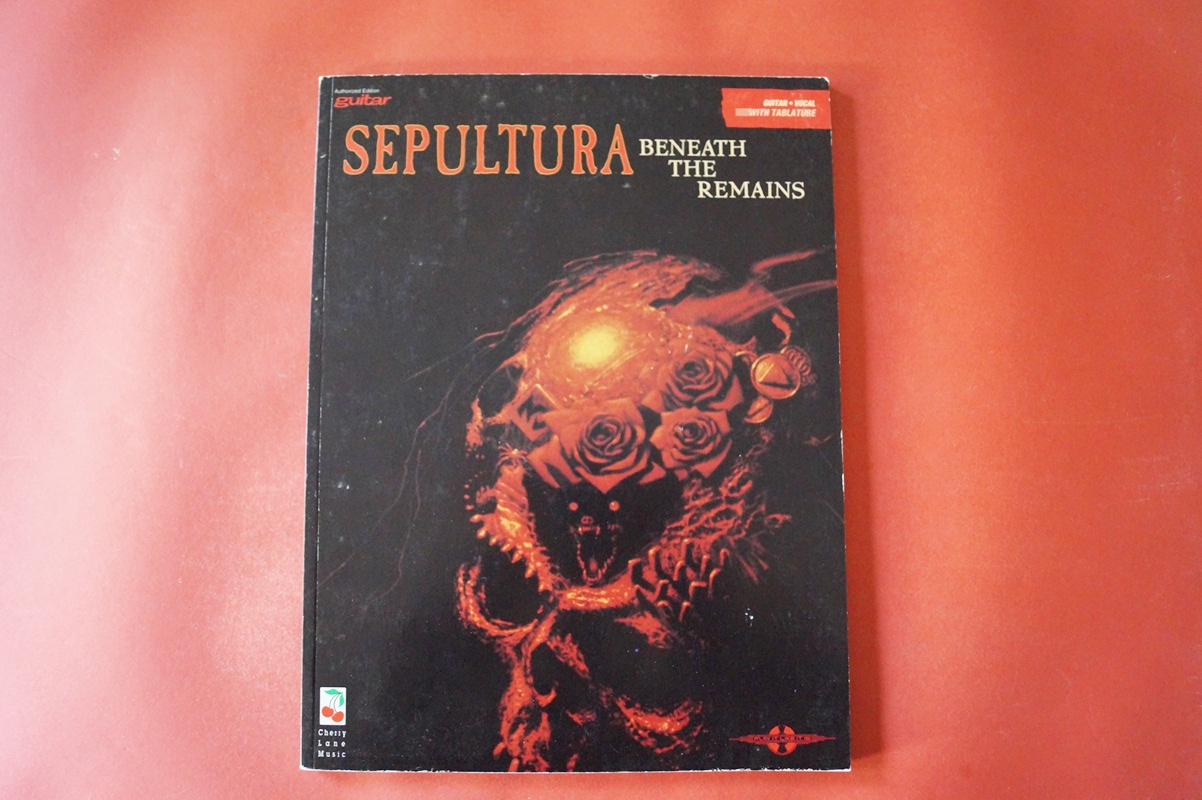 Authorized Edition
guitar
GUITAR • VOCAL
WITH TABLATURE
SEPULTURA
BENEATH
THE
REMAINS
Cherry
Lane
Music